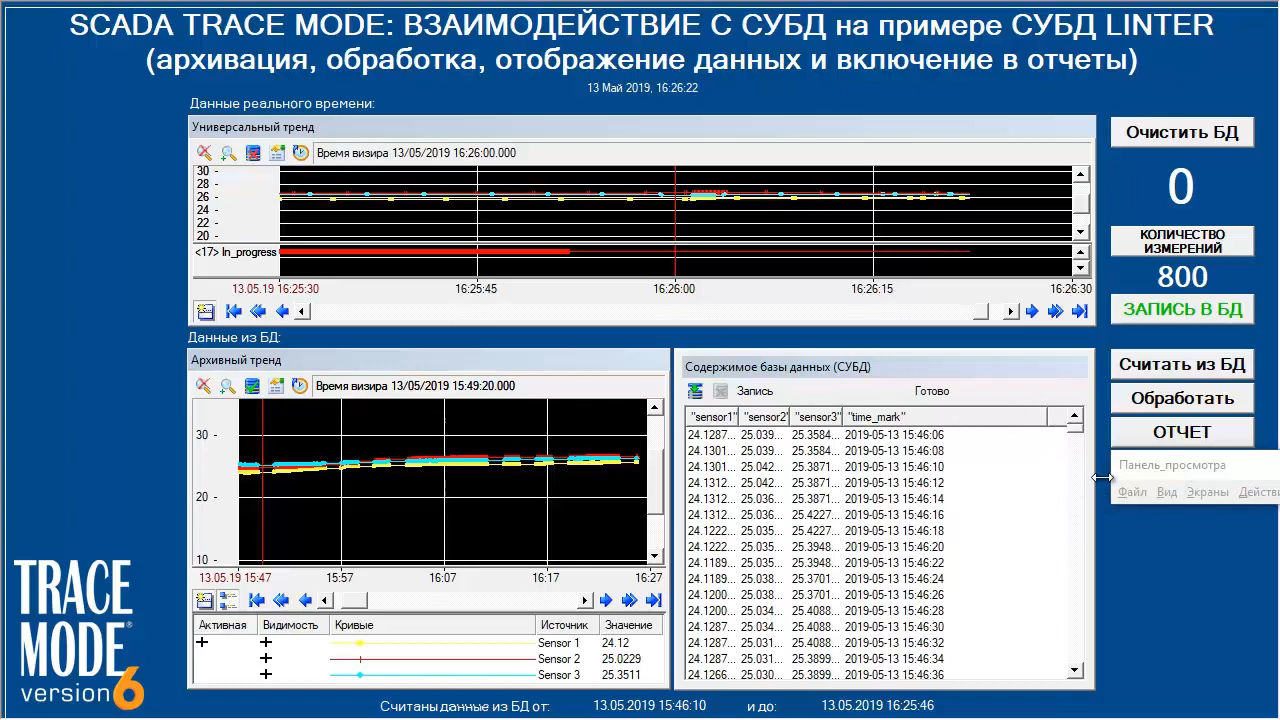 SCADA TRACE MODE: ВЗАИМОДЕЙСТВИЕ С СУБД на примере СУБД LINTER
(архивация, обработка, отображение данных и включение в отчеты)
13 Май 2019, 16:26:22
Данные реального времени:
Универсальный тренд
Время визира 13/05/2019 16:26:00.000
30
28
26
24
22
20
<17> In_progress
13.05.19 16:25:30
16:25:45
16:26:00
16:26:15
16:26:30
Очистить БД
0
КОЛИЧЕСТВО
ИЗМЕРЕНИЙ
800
ЗАПИСЬ В БД
Считать из БД
Обработать
ОТЧЕТ
Панель_просмотра
Файл Вид Экраны Действи
Данные из БД:
Архивный тренд
Время визира 13/05/2019 15:49:20.000
30
20
10
13.05.19 15:47
15:57
16:07
16:17
16:27
Активная Видимость Кривые Источник Значение
Sensor 1 24.12
Sensor 2 25.0229
Sensor 3 25.3511
Содержимое базы данных (СУБД)
Запись Готово
"sensor1" "sensor2" "sensor3" "time_mark"
24.1287... 25.039... 25.3584... 2019-05-13 15:46:06
24.1301... 25.039... 25.3584... 2019-05-13 15:46:08
24.1301... 25.042... 25.3871... 2019-05-13 15:46:10
24.1312... 25.042... 25.3871... 2019-05-13 15:46:12
24.1312... 25.036... 25.3871... 2019-05-13 15:46:14
24.1312... 25.036... 25.4227... 2019-05-13 15:46:16
24.1222... 25.035... 25.4227... 2019-05-13 15:46:18
24.1222... 25.035... 25.3948... 2019-05-13 15:46:20
24.1189... 25.035... 25.3948... 2019-05-13 15:46:22
24.1189... 25.038... 25.3701... 2019-05-13 15:46:24
24.1200... 25.038... 25.3701... 2019-05-13 15:46:26
24.1200... 25.034... 25.4088... 2019-05-13 15:46:28
24.1287... 25.034... 25.4088... 2019-05-13 15:46:30
24.1287... 25.031... 25.4088... 2019-05-13 15:46:32
24.1287... 25.031... 25.3899... 2019-05-13 15:46:34
24.1266... 25.030... 25.3899... 2019-05-13 15:46:36
Считаны данные из БД от: 13.05.2019 15:46:10 и до: 13.05.2019 16:25:46
TRACE
MODE®
version 6